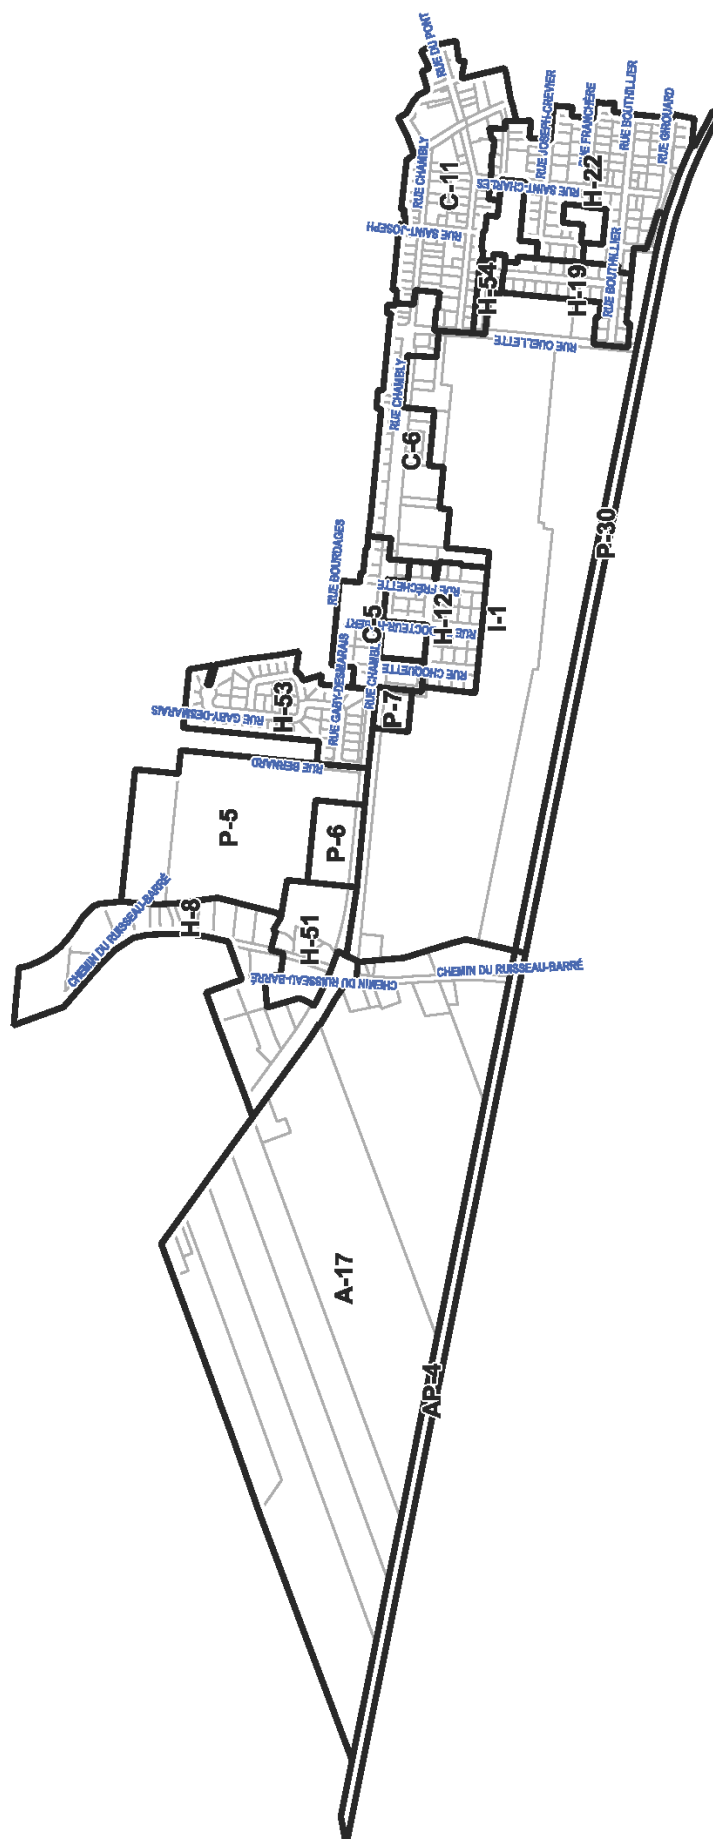 RUE DU PONT
RUE CHAMBLY
C-11
RUE JOSEPH-CREVIER
RUE FRANCHÈRE
RUE BOUTHILLIER
RUE GIROUARD
RUE SAINT-CHARLES
H-22
RUE SAINT-JOSEPH
H-54
H-19
RUE BOUTHILLIER
RUE OUELLETTE
RUE CHAMBLY
C-6
P-30
RUE BOURDAGES
RUE FRÉCHETTE
C-5
H-12
I-1
RUE CHAMBLY
RUE CHOQUETTE
P-7
RUE GABY-DESMARAIS
H-53
RUE GABY-DESMARAIS
RUE BERNARD
P-5
P-6
H-8
CHEMIN DU RUISSEAU-BARRÉ
H-51
CHEMIN DU RUISSEAU-BARRÉ
CHEMIN DU RUISSEAU-BARRÉ
A-17
AP-4